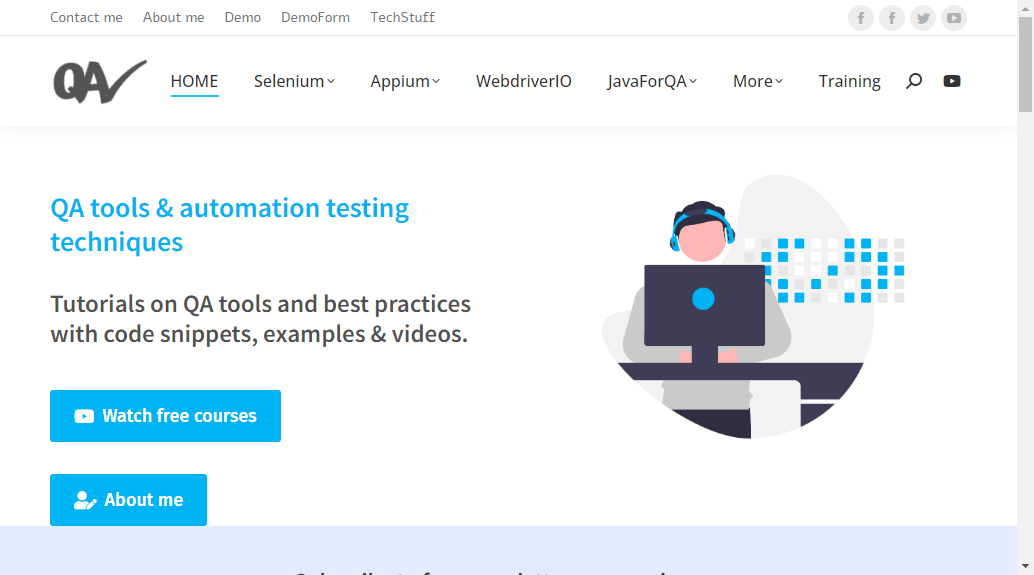 Contact me About me Demo DemoForm TechStuff
QA
HOME Selenium Appium WebdriverIO JavaForQA More Training
QA tools & automation testing
techniques
Tutorials on QA tools and best practices
with code snippets, examples & videos.
Watch free courses
About me